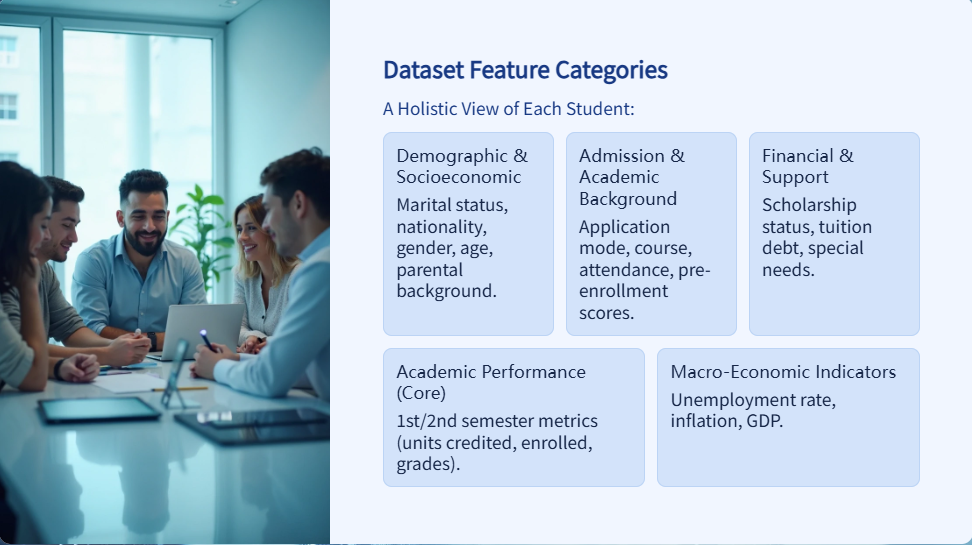 Dataset Feature Categories
A Holistic View of Each Student:
Demographic &
Socioeconomic
Marital status,
nationality,
gender, age,
parental
background.
Admission &
Academic
Background
Application
mode, course,
attendance, pre-
enrollment
scores.
Financial &
Support
Scholarship
status, tuition
debt, special
needs.
Academic Performance
(Core)
1st/2nd semester metrics
(units credited, enrolled,
grades).
Macro-Economic Indicators
Unemployment rate,
inflation, GDP.